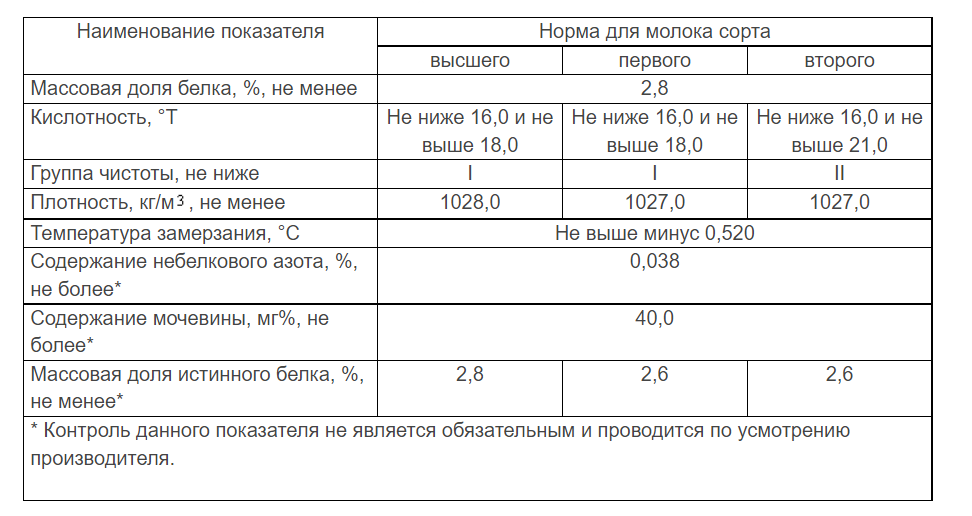 Наименование показателя
Норма для молока сорта
высшего первого второго
Массовая доля белка, %, не менее 2,8
Кислотность, °Т Не ниже 16,0 и не Не ниже 16,0 и не Не ниже 16,0 и не
выше 18,0 выше 18,0 выше 21,0
Группа чистоты, не ниже I I II
Плотность, кг/м³ , не менее 1028,0 1027,0 1027,0
Температура замерзания, °С Не выше минус 0,520
Содержание небелкового азота, %, 0,038
не более*
Содержание мочевины, мг%, не 40,0
более*
Массовая доля истинного белка, %, 2,8 2,6 2,6
не менее*
* Контроль данного показателя не является обязательным и проводится по усмотрению
производителя.